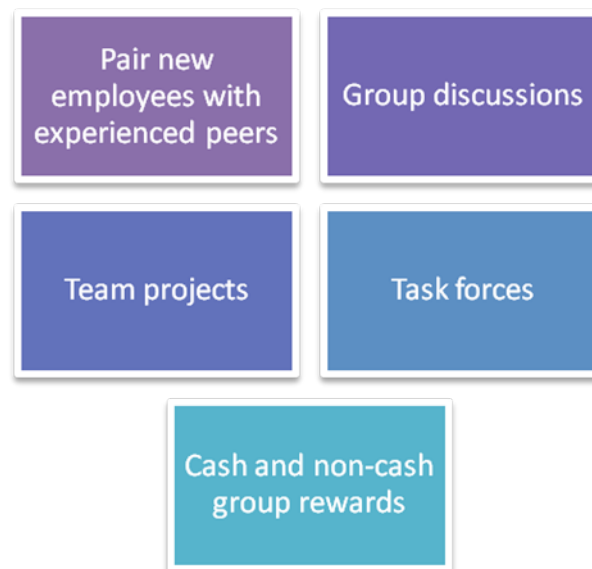 Pair new
employees with
experienced peers
Group discussions
Team projects
Task forces
Cash and non-cash
group rewards